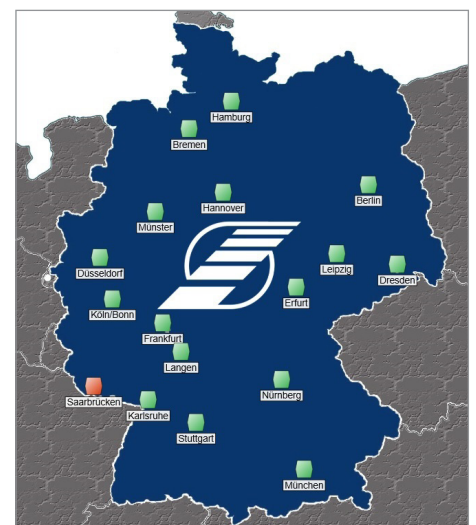 Hamburg
Bremen
Berlin
Hannover
Münster
Leipzig
Düsseldorf
Dresden
Erfurt
Köln/Bonn
Frankfurt
Langen
Nürnberg
Saarbrücken
Karlsruhe
Stuttgart
München